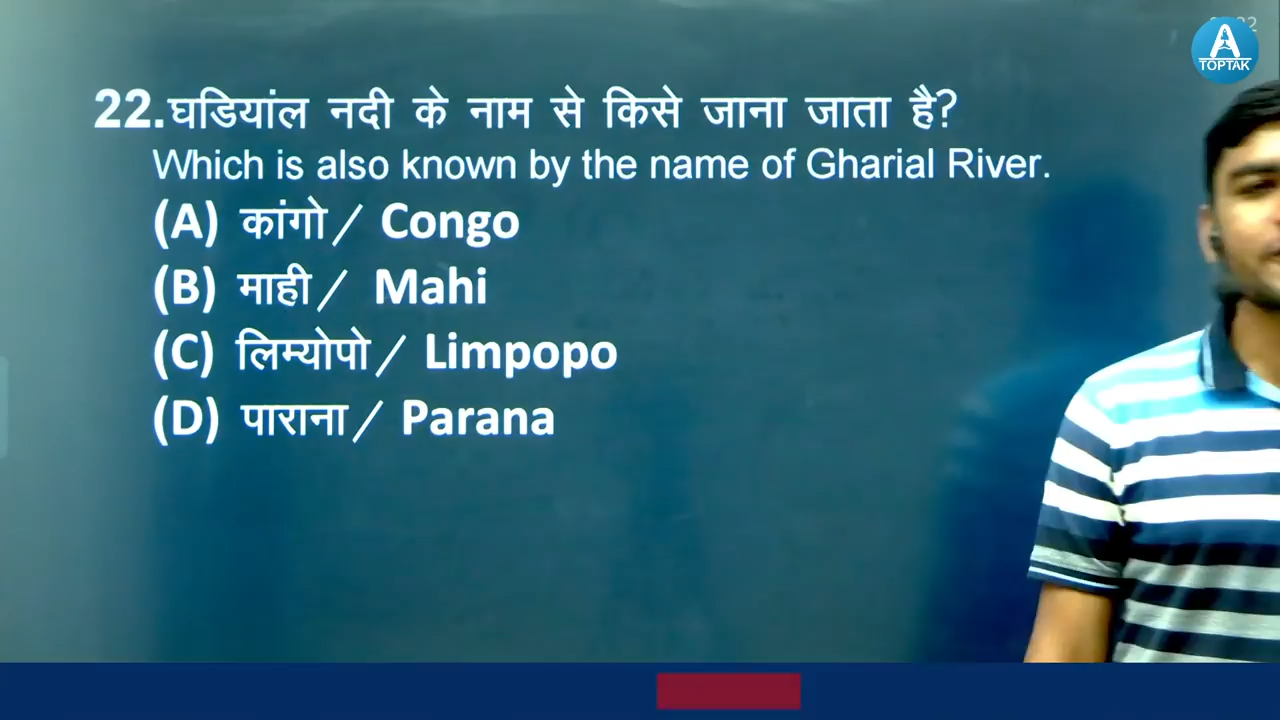 A
TOPTAK
22.घडियांल नदी के नाम से किसे जाना जाता है?
Which is also known by the name of Gharial River.
(A) कांगो/ Congo
(B) माही/ Mahi
(C) लिम्योपो/ Limpopo
(D) पाराना/ Parana